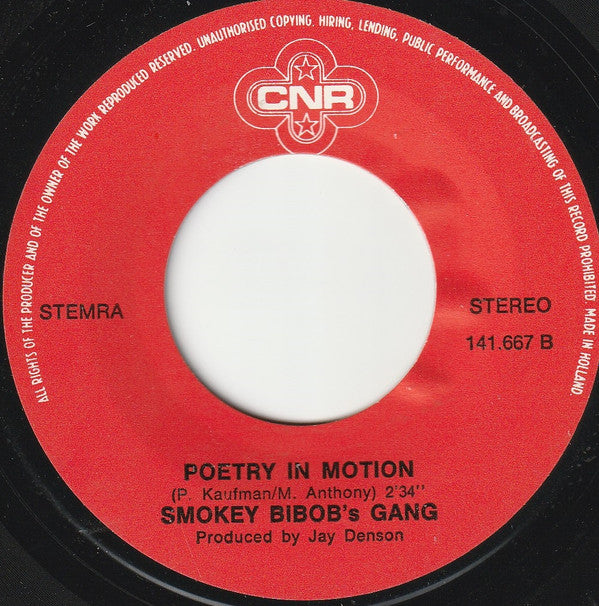 ALL RIGHTS OF THE PRODUCER AND OF THE OWNER OF THE WORK REPRODUCED RESERVED. UNAUTHORISED COPYING, HIRING, LENDING, PUBLIC PERFORMANCE AND BROADCASTING OF THIS RECORD PROHIBITED. MADE IN HOLLAND
CNR
STEMRA
STEREO
141.667 B
POETRY IN MOTION
(P. Kaufman/M. Anthony) 2'34''
SMOKEY BIBOB's GANG
Produced by Jay Denson